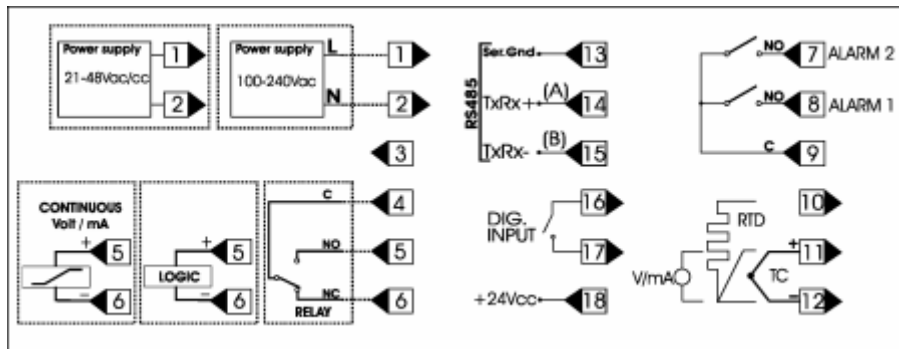 Power supply
21-48Vac/cc
1
2
Power supply
100-240Vac
L
N
1
2
3
CONTINUOUS
Volt / mA
+
5
-
6
+
5
LOGIC
-
6
C
4
NO
5
NC
6
RELAY
RS485
Ser.Gnd
13
TxRx+
(A)
14
TxRx-
(B)
15
DIG.
INPUT
16
17
+24Vcc
18
NO
7
ALARM 2
NO
8
ALARM 1
C
9
10
RTD
+
11
V/mA
TC
-
12